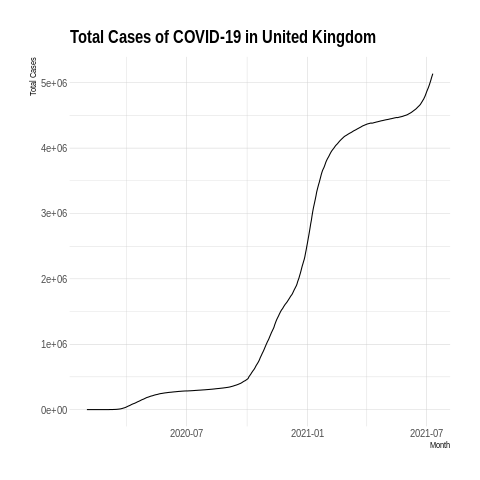 Total Cases of COVID-19 in United Kingdom
Total Cases
5e+06
4e+06
3e+06
2e+06
1e+06
0e+00
2020-07
2021-01
2021-07
Month